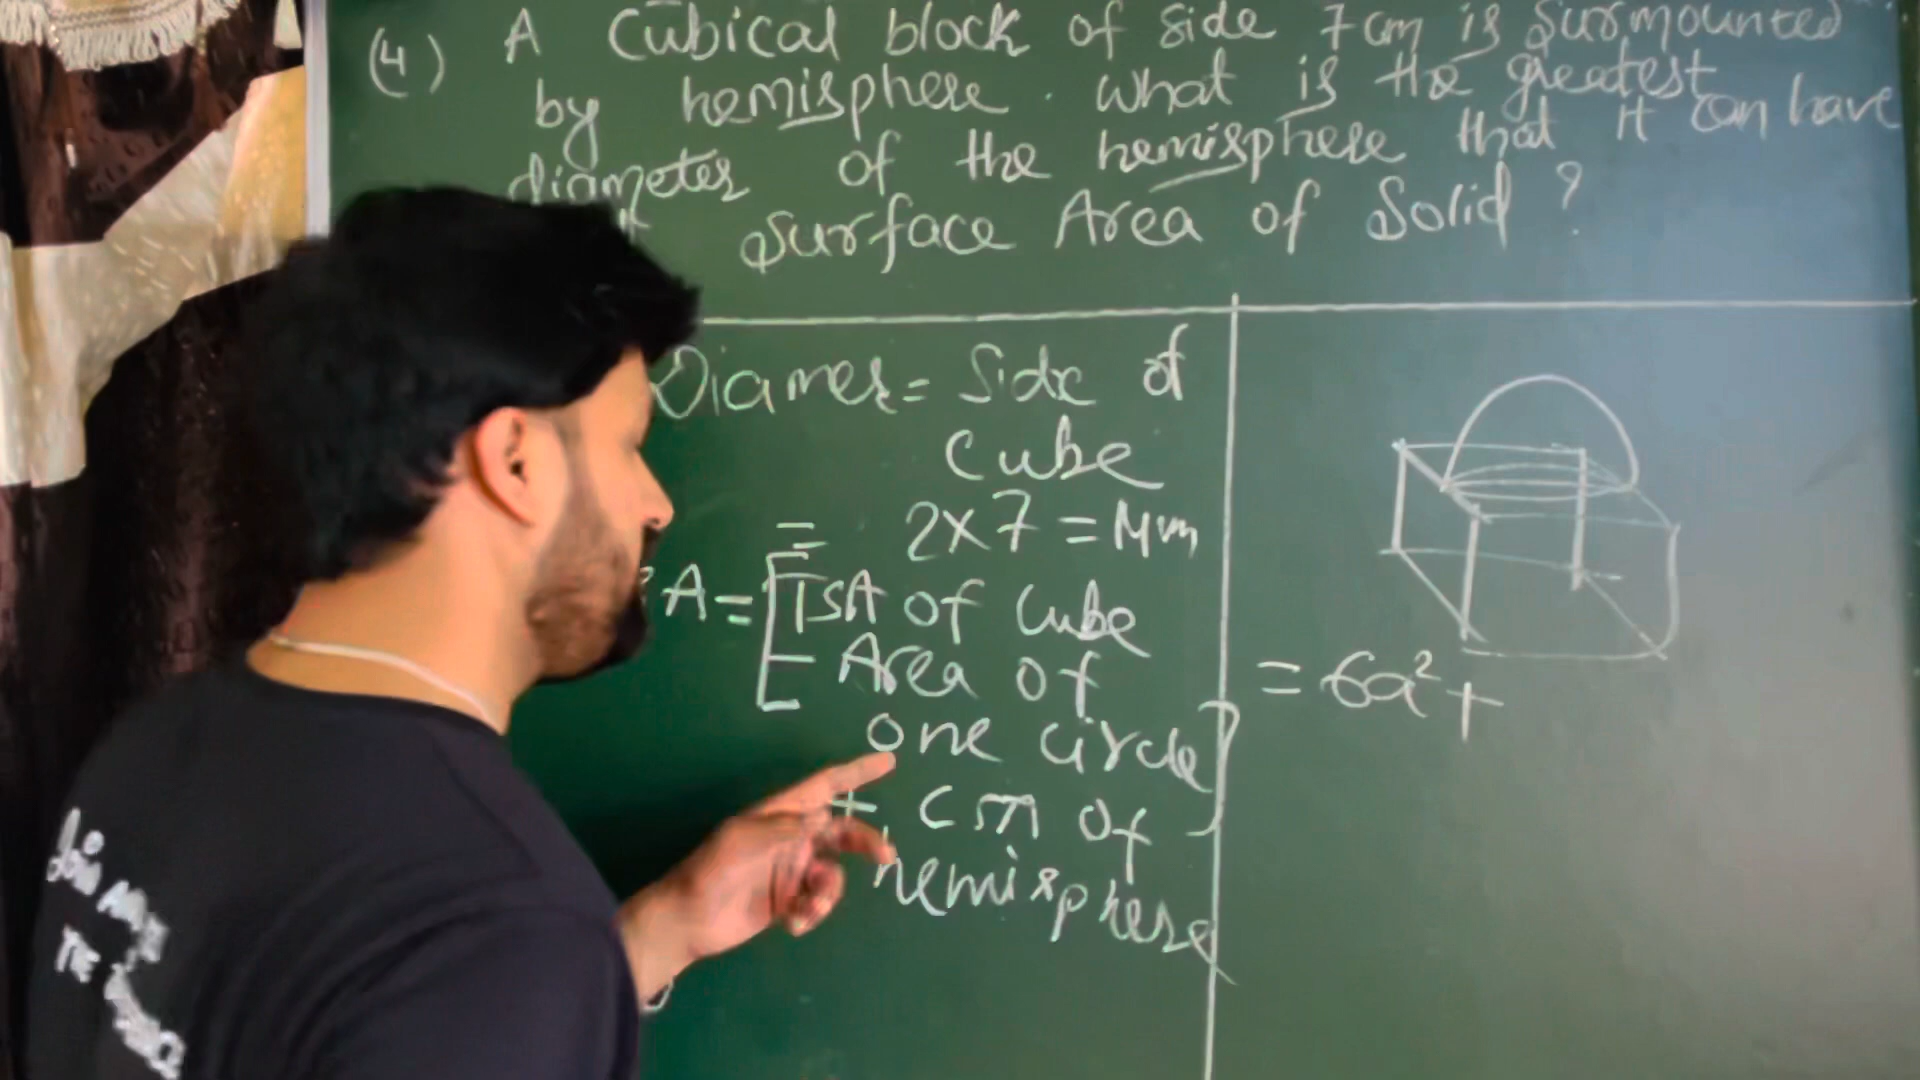 (4) A Cubical block of side 7cm is surmounted
by hemisphere. What is the greatest
diameter of the hemisphere that it can have
surface Area of Solid ?
Diameter = Side of
Cube
= 2x7 = 14cm
A = [TSA of Cube
- Area of
one circle
+ CSA of
hemisphere]
= 6a² +